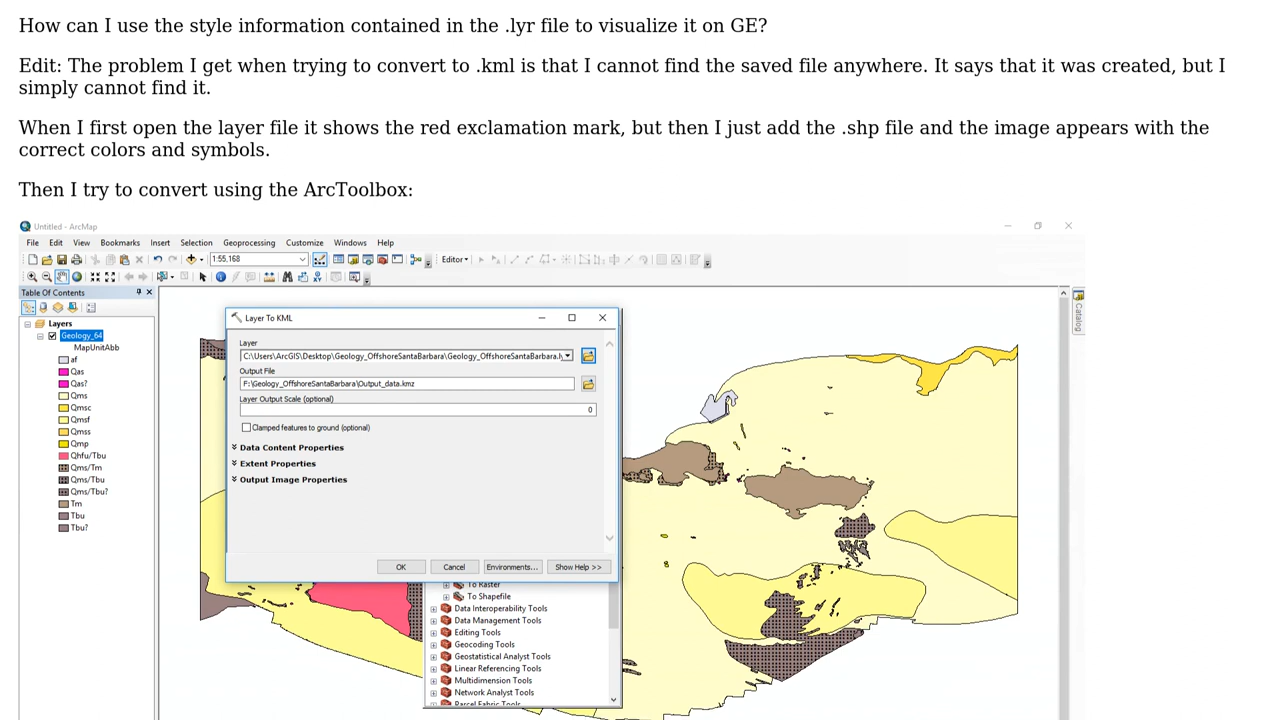 How can I use the style information contained in the .lyr file to visualize it on GE?
Edit: The problem I get when trying to convert to .kml is that I cannot find the saved file anywhere. It says that it was created, but I
simply cannot find it.
When I first open the layer file it shows the red exclamation mark, but then I just add the .shp file and the image appears with the
correct colors and symbols.
Then I try to convert using the ArcToolbox:
Untitled - ArcMap
File Edit View Bookmarks Insert Selection Geoprocessing Customize Windows Help
1:55,168 Editor
Table Of Contents
Layers
Geology_64
MapUnitAbb
af
Qas
Qas?
Qms
Qmsc
Qmsf
Qmss
Qmp
Qhfu/Tbu
Qms/Tm
Qms/Tbu
Qms/Tbu?
Tm
Tbu
Tbu?
Layer To KML
Layer
C:\Users\ArcGIS\Desktop\Geology_OffshoreSantaBarbara\Geology_OffshoreSantaBarbara.ly
Output File
F:\Geology_OffshoreSantaBarbara\Output_data.kmz
Layer Output Scale (optional)
0
Clamped features to ground (optional)
Data Content Properties
Extent Properties
Output Image Properties
OK Cancel Environments... Show Help >>
To Raster
To Shapefile
Data Interoperability Tools
Data Management Tools
Editing Tools
Geocoding Tools
Geostatistical Analyst Tools
Linear Referencing Tools
Multidimension Tools
Network Analyst Tools
Parcel Fabric Tools
Catalog